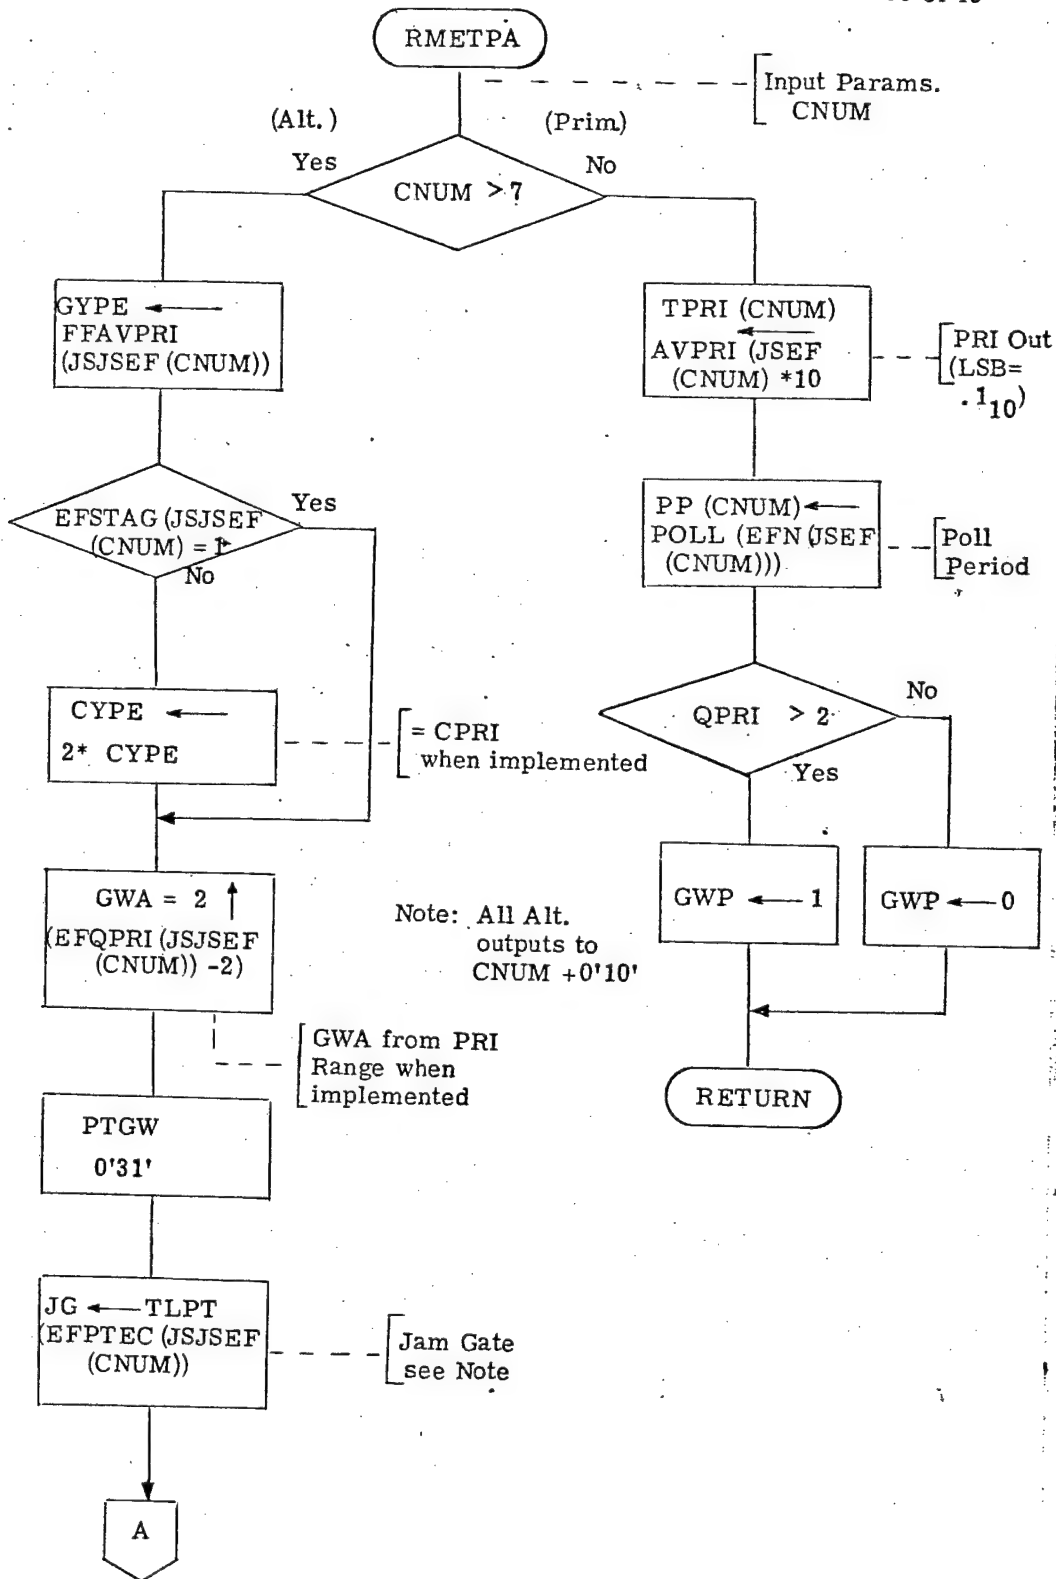 RMETPA
Input Params.
CNUM
(Alt.)
(Prim)
Yes
No
CNUM > 7
GYPE ←
FFAVPRI
(JSJSEF (CNUM))
TPRI (CNUM)
←
AVPRI (JSEF
(CNUM) *10
PRI Out
(LSB=
.1₁₀)
EFSTAG (JSJSEF
(CNUM) = 1
Yes
No
PP (CNUM) ←
POLL (EFN (JSEF
(CNUM)))
Poll
Period
CYPE ←
2* CYPE
= CPRI
when implemented
QPRI > 2
No
Yes
GWA = 2 ↑
(EFQPRI (JSJSEF
(CNUM)) -2)
GWP ← 1
GWP ← 0
Note: All Alt.
outputs to
CNUM +0'10'
GWA from PRI
Range when
implemented
RETURN
PTGW
0'31'
JG ← TLPT
(EFPTEC (JSJSEF
(CNUM))
Jam Gate
see Note
A